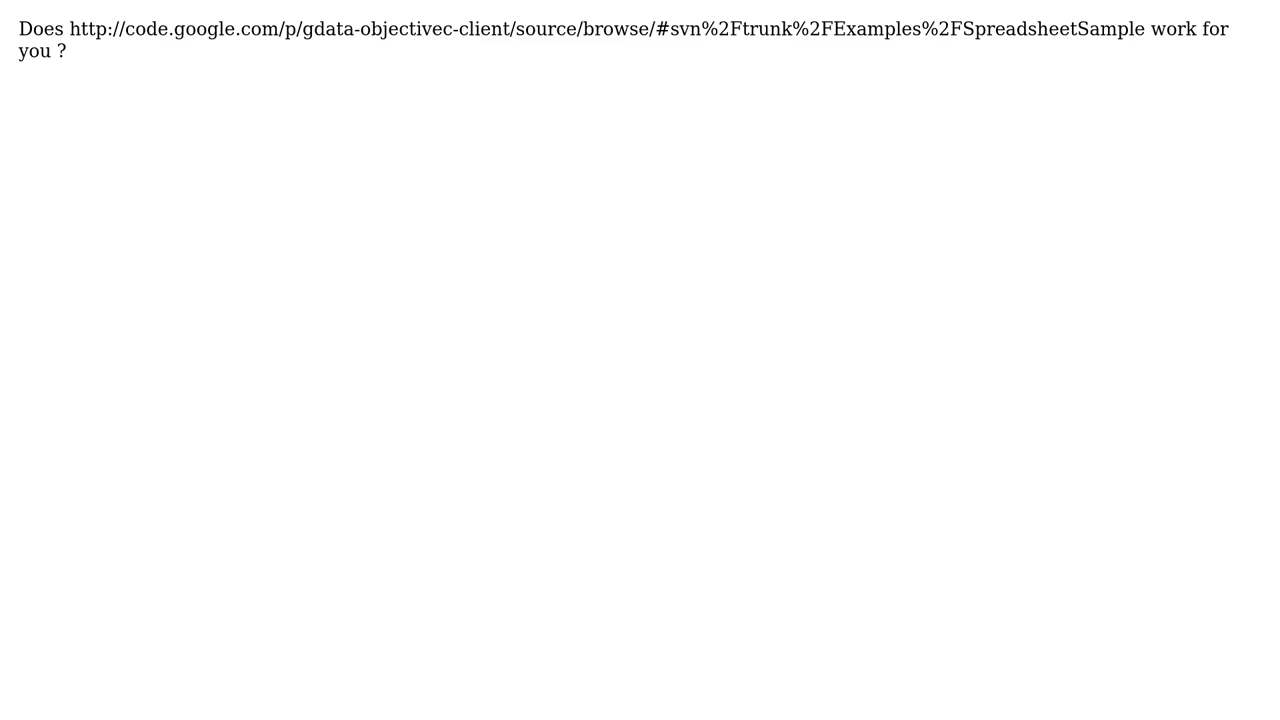 Does http://code.google.com/p/gdata-objectivec-client/source/browse/#svn%2Ftrunk%2FExamples%2FSpreadsheetSample work for
you ?